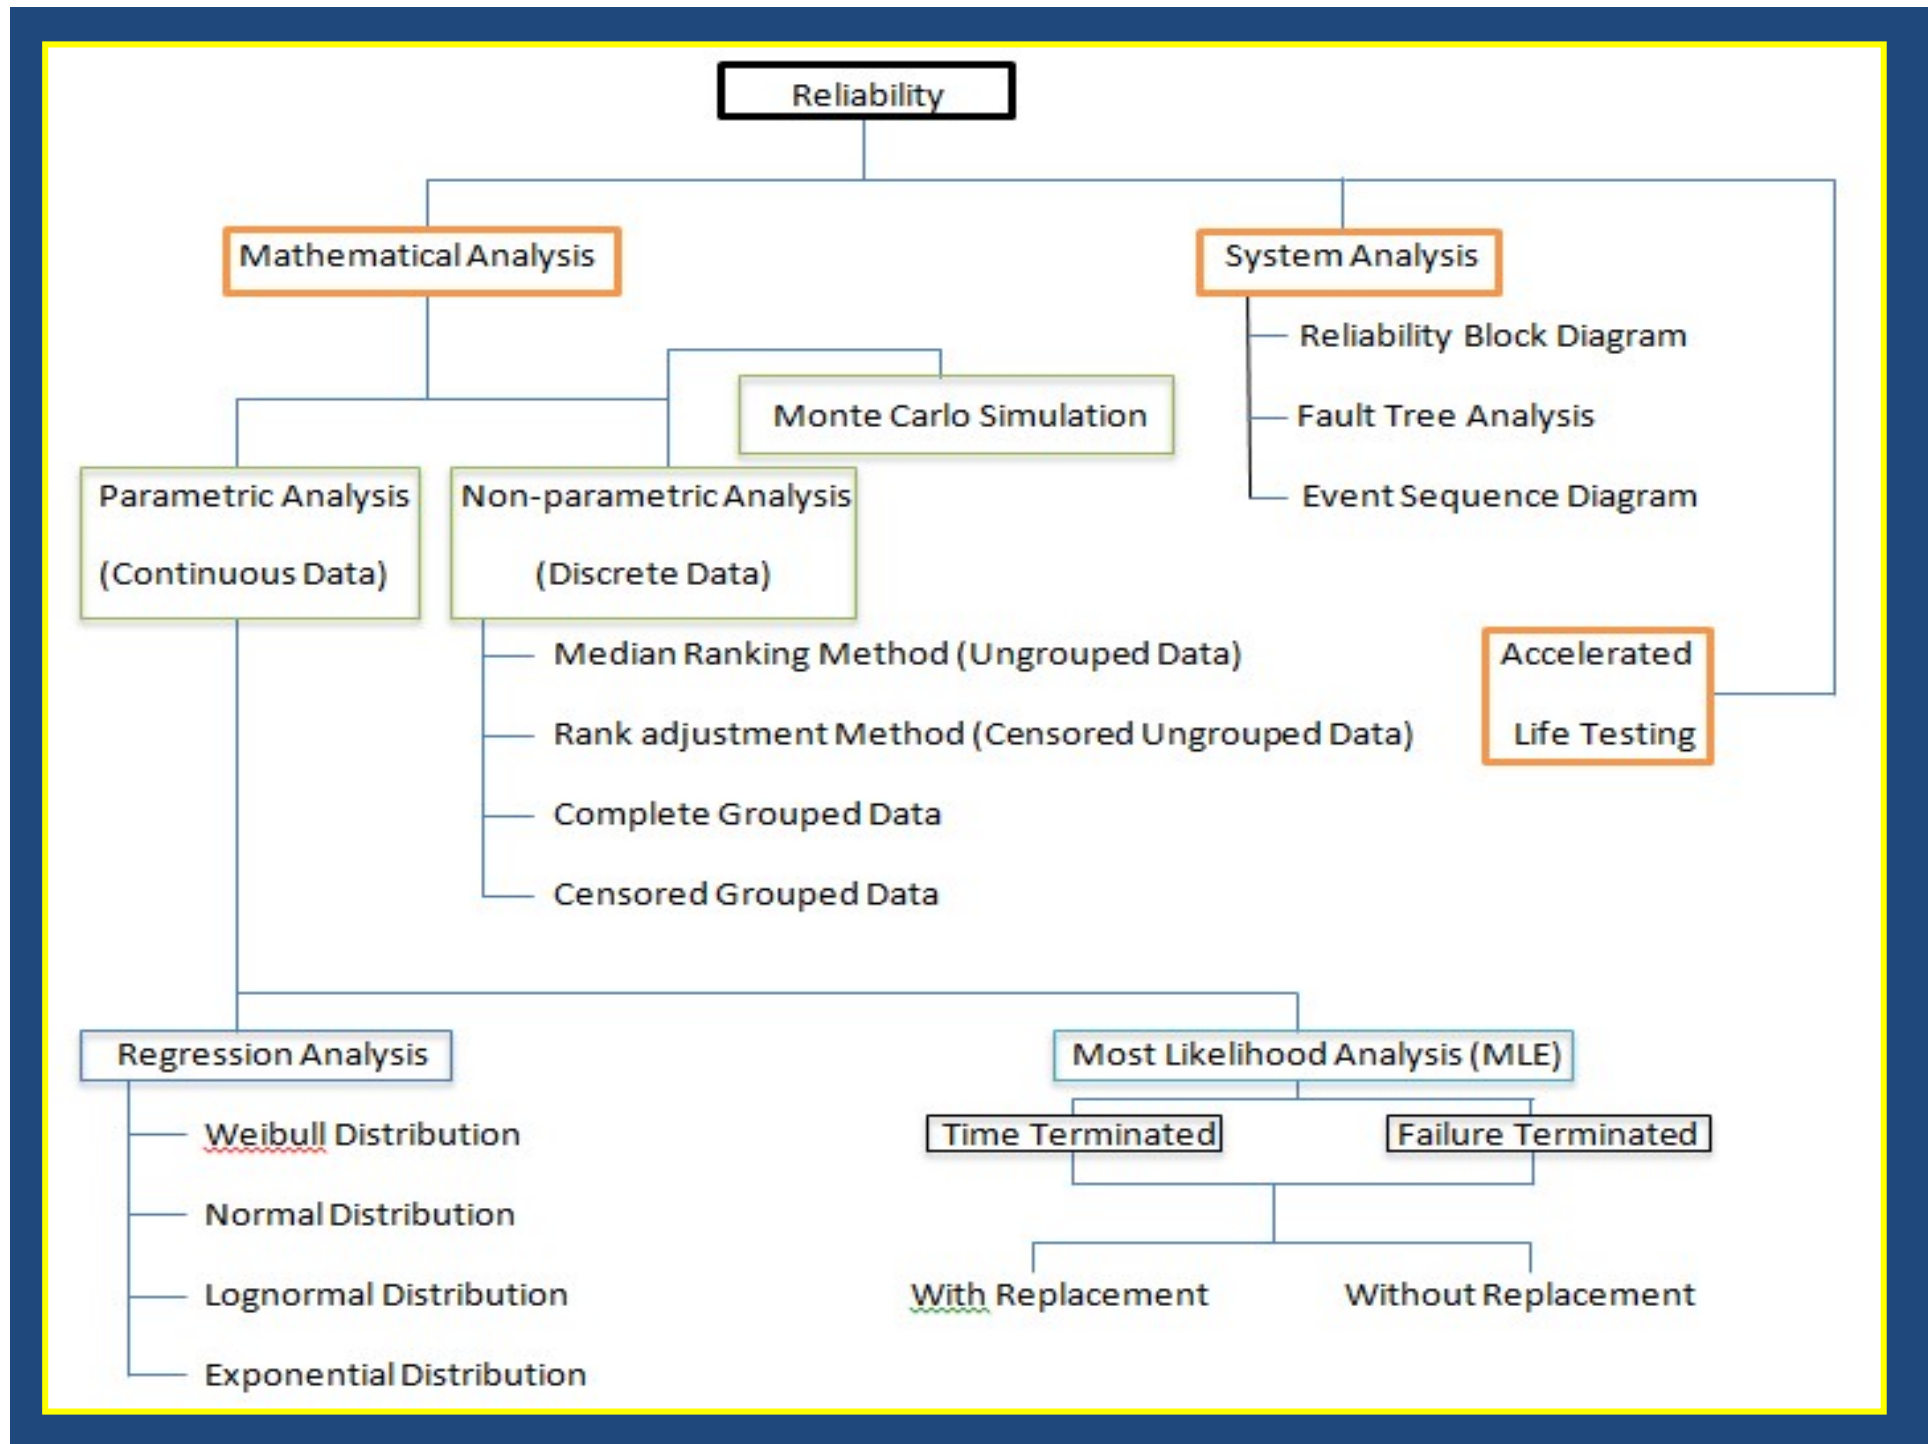 Reliability
Mathematical Analysis
System Analysis
Reliability Block Diagram
Monte Carlo Simulation
Fault Tree Analysis
Parametric Analysis
(Continuous Data)
Non-parametric Analysis
(Discrete Data)
Event Sequence Diagram
Median Ranking Method (Ungrouped Data)
Rank adjustment Method (Censored Ungrouped Data)
Complete Grouped Data
Censored Grouped Data
Accelerated
Life Testing
Regression Analysis
Weibull Distribution
Normal Distribution
Lognormal Distribution
Exponential Distribution
Most Likelihood Analysis (MLE)
Time Terminated
Failure Terminated
With Replacement
Without Replacement